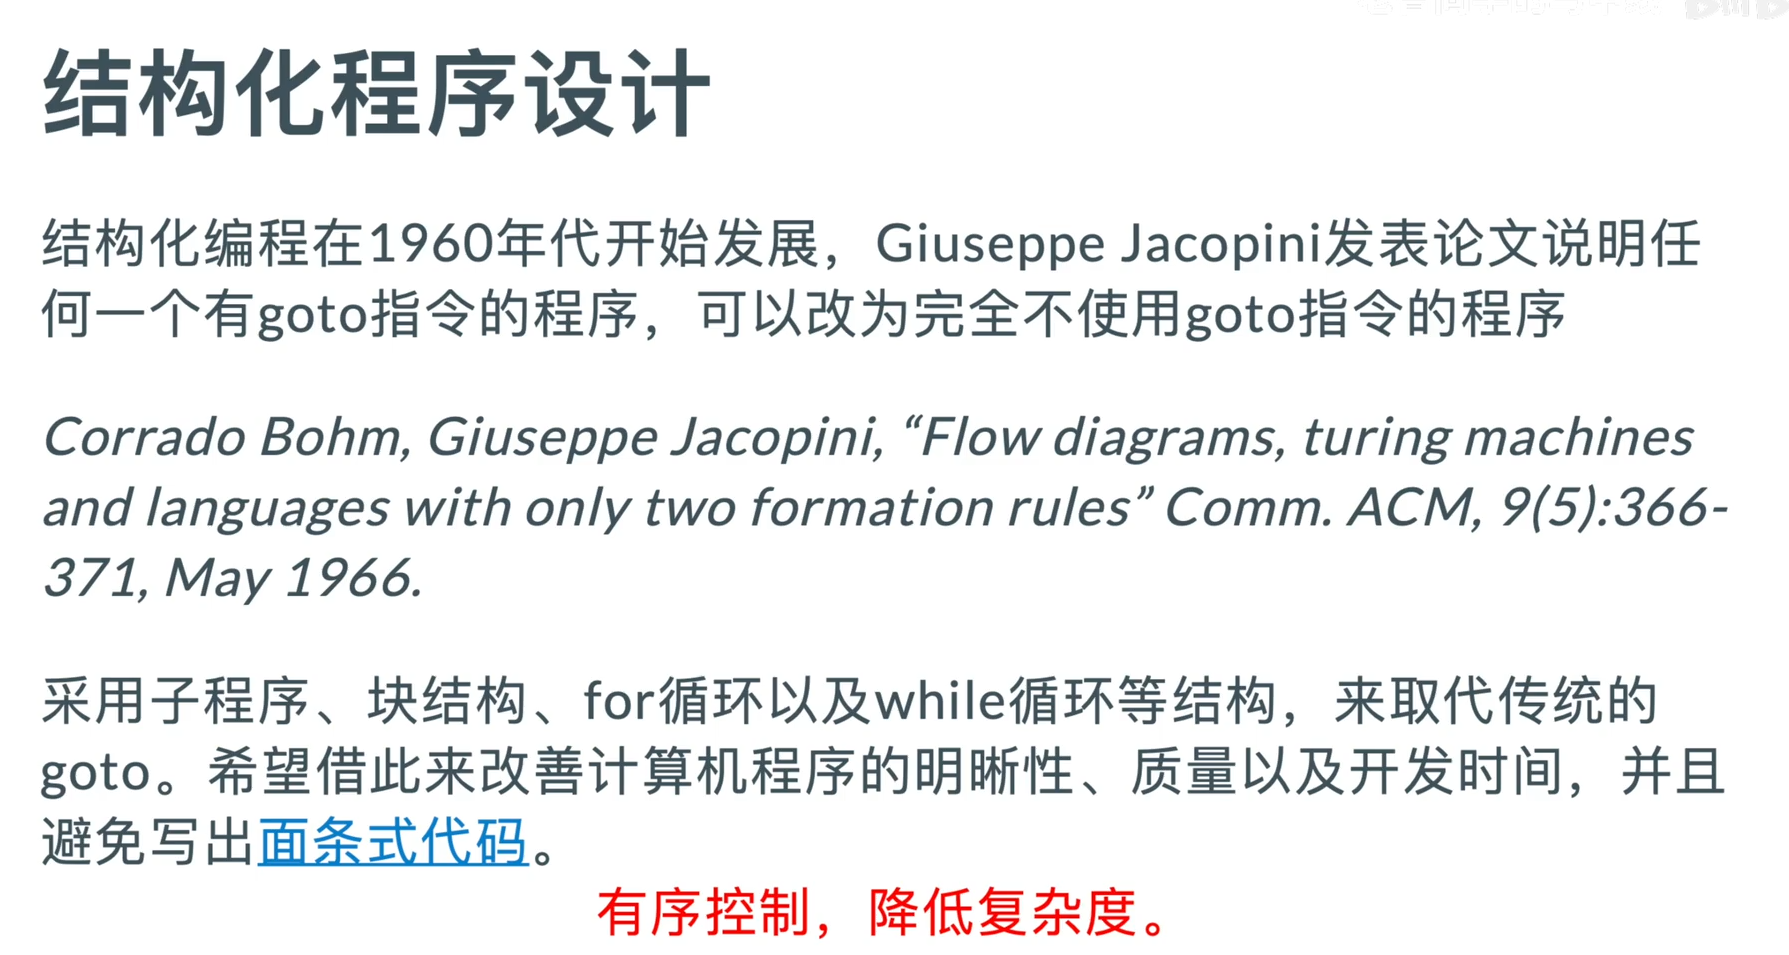 结构化程序设计
结构化编程在1960年代开始发展，Giuseppe Jacopini发表论文说明任
何一个有goto指令的程序，可以改为完全不使用goto指令的程序
Corrado Bohm, Giuseppe Jacopini, “Flow diagrams, turing machines
and languages with only two formation rules” Comm. ACM, 9(5):366-
371, May 1966.
采用子程序、块结构、for循环以及while循环等结构，来取代传统的
goto。希望借此来改善计算机程序的明晰性、质量以及开发时间，并且
避免写出面条式代码。
有序控制，降低复杂度。